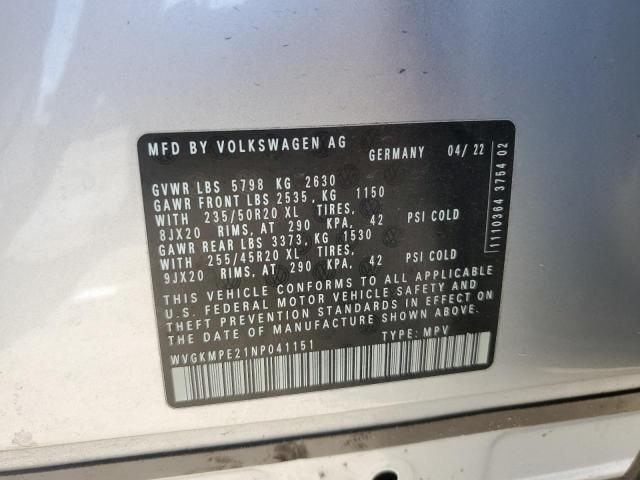 MFD BY VOLKSWAGEN AG
GERMANY 04/ 22
GVWR LBS 5798 KG 2630
GAWR FRONT LBS 2535, KG 1150
WITH 235/50R20 XL TIRES,
8JX20 RIMS, AT 290 KPA, 42 PSI COLD
GAWR REAR LBS 3373, KG 1530
WITH 255/45R20 XL TIRES,
9JX20 RIMS, AT 290 KPA, 42 PSI COLD
THIS VEHICLE CONFORMS TO ALL APPLICABLE
U.S. FEDERAL MOTOR VEHICLE SAFETY AND
THEFT PREVENTION STANDARDS IN EFFECT ON
THE DATE OF MANUFACTURE SHOWN ABOVE.
WVGKMPE21NP041151 TYPE: MPV
1110364 3754 02